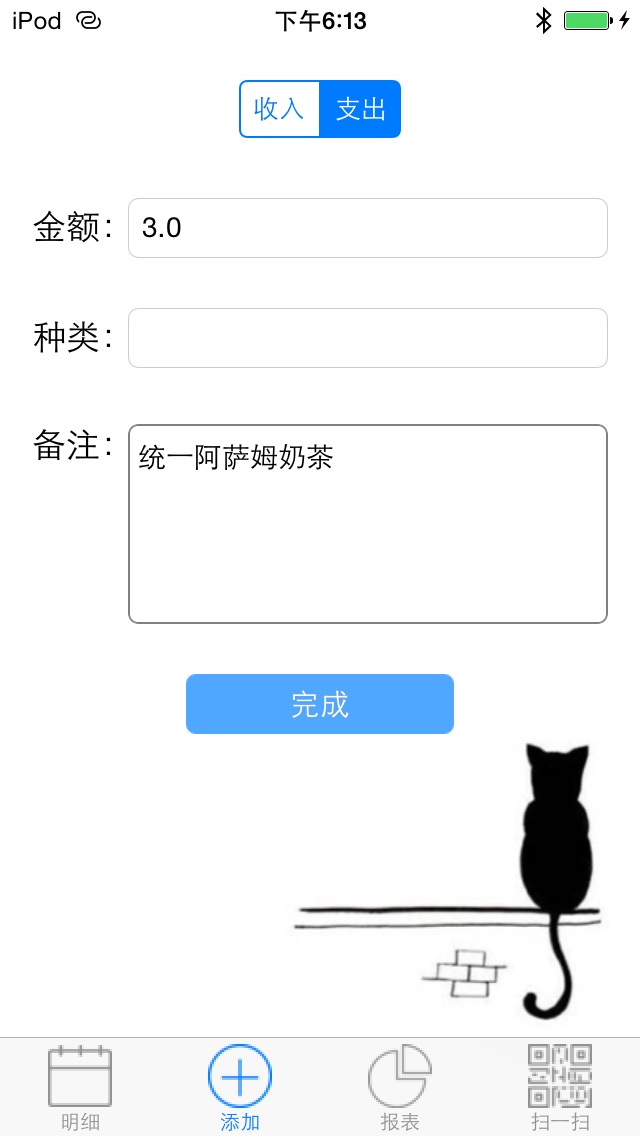 iPod 下午6:13
收入 支出
金额: 3.0
种类:
备注: 统一阿萨姆奶茶
完成
明细 添加 报表 扫一扫